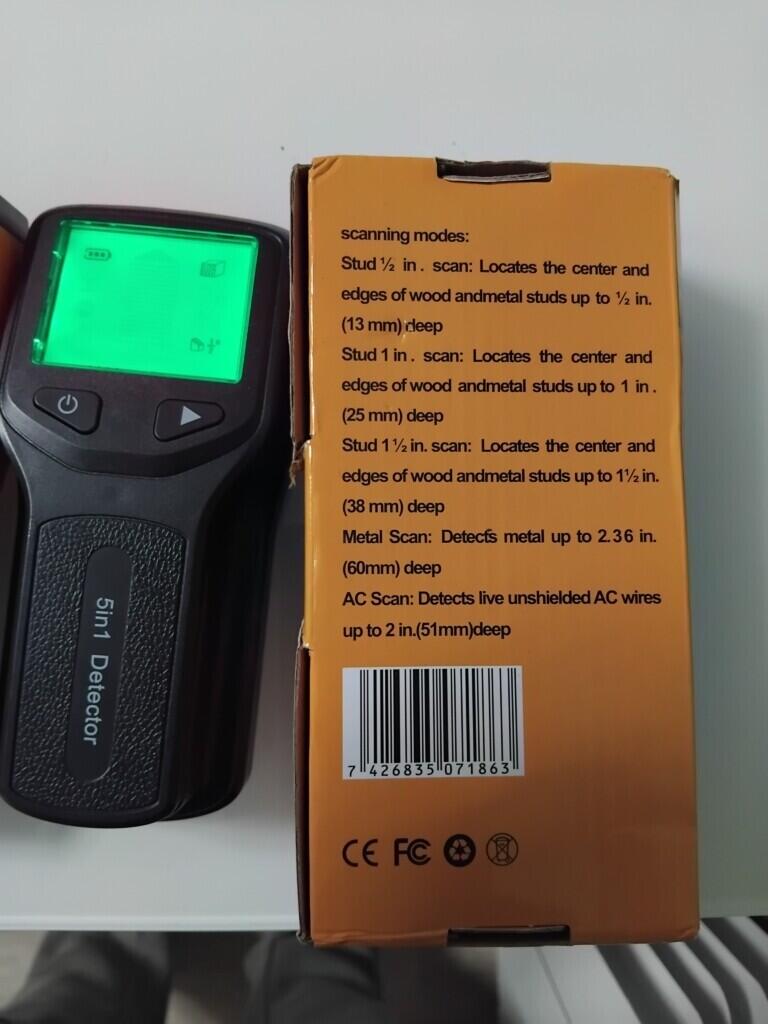 scanning modes:
Stud ½ in. scan: Locates the center and
edges of wood andmetal studs up to ½ in.
(13 mm) deep
Stud 1 in. scan: Locates the center and
edges of wood andmetal studs up to 1 in.
(25 mm) deep
Stud 1½ in. scan: Locates the center and
edges of wood andmetal studs up to 1½ in.
(38 mm) deep
Metal Scan: Detects metal up to 2.36 in.
(60mm) deep
AC Scan: Detects live unshielded AC wires
up to 2 in.(51mm)deep
7 426835 071863
CE FC
5in1 Detector